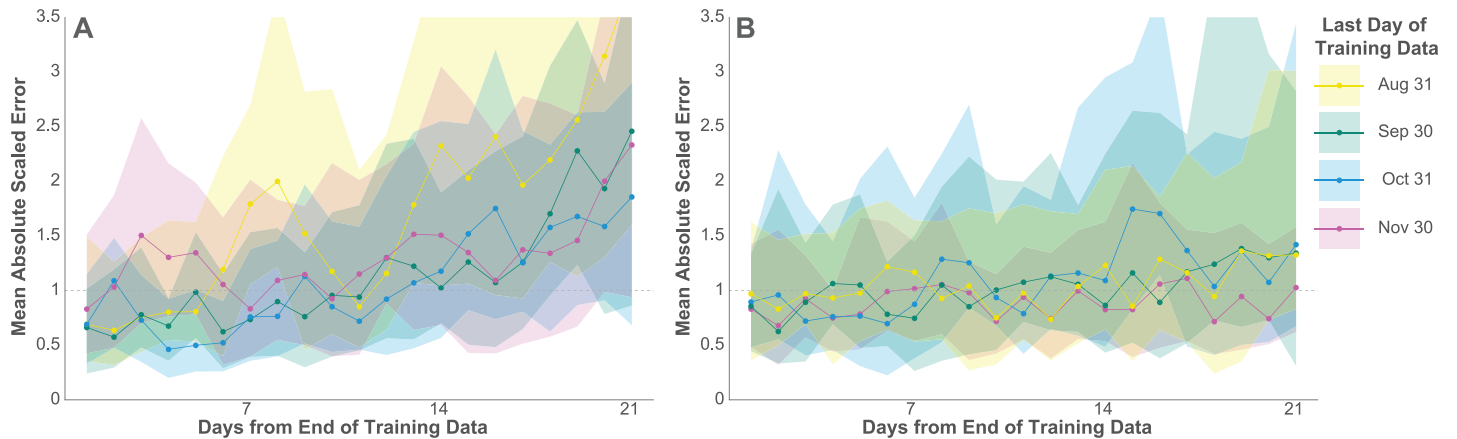 A
Mean Absolute Scaled Error
3.5
3
2.5
2
1.5
1
0.5
0
7
14
21
Days from End of Training Data
B
Mean Absolute Scaled Error
3.5
3
2.5
2
1.5
1
0.5
0
7
14
21
Days from End of Training Data
Last Day of
Training Data
Aug 31
Sep 30
Oct 31
Nov 30